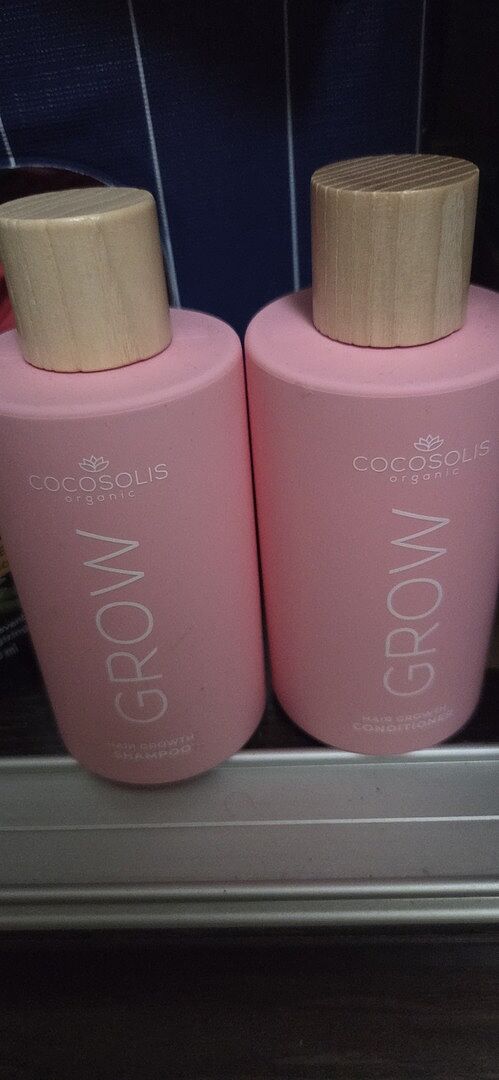 COCOSOLIS
organic
GROW
HAIR GROWTH
SHAMPOO
COCOSOLIS
organic
GROW
HAIR GROWTH
CONDITIONER